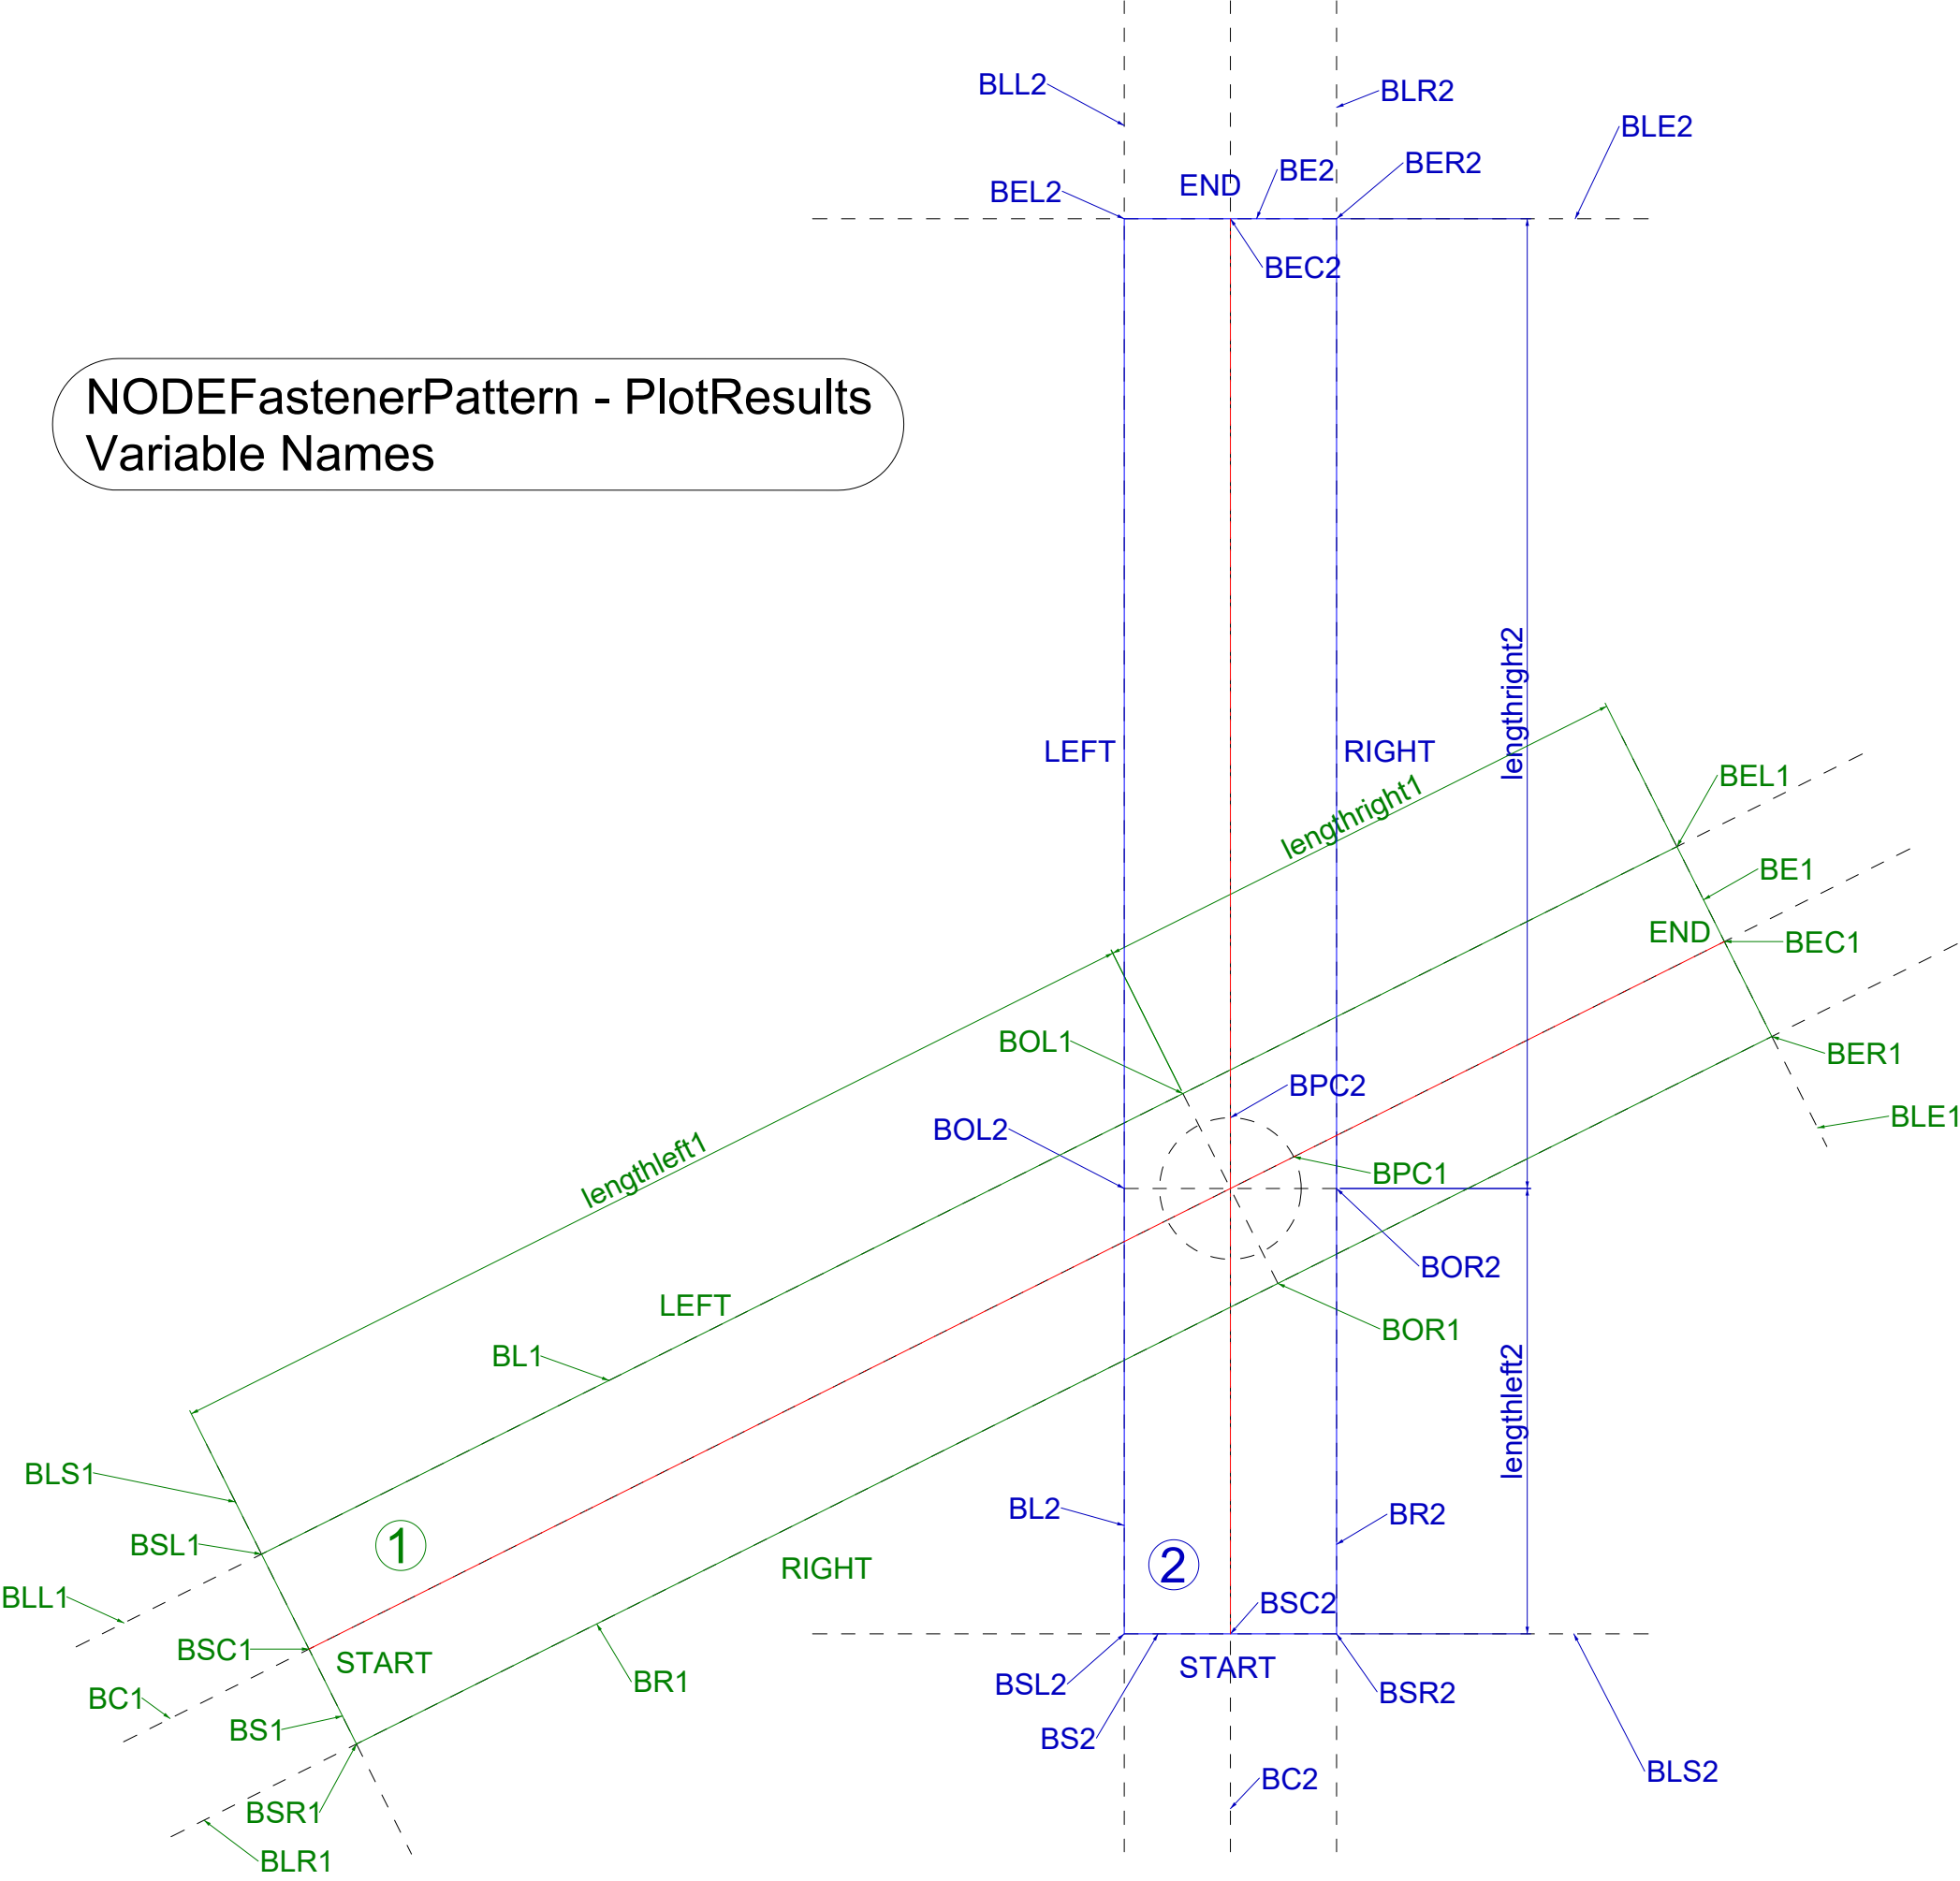 BLL2
BLR2
BLE2
BE2
BER2
END
BEL2
BEC2
NODEFastenerPattern - PlotResults
Variable Names
lengthright2
LEFT
RIGHT
BEL1
lengthright1
BE1
END
BEC1
BOL1
BER1
BPC2
BLE1
BOL2
lengthleft1
BPC1
BOR2
LEFT
BOR1
BL1
lengthleft2
BLS1
BL2
BR2
BSL1
1
2
RIGHT
BLL1
BSC2
BSC1
START
START
BR1
BSL2
BSR2
BC1
BS1
BS2
BLS2
BC2
BSR1
BLR1